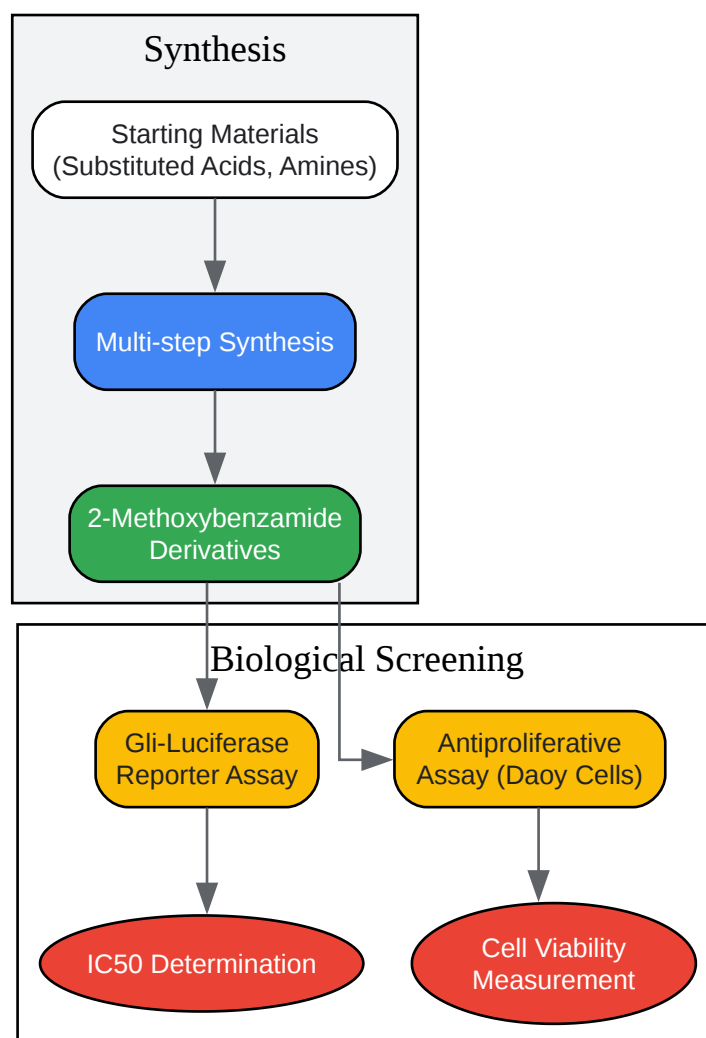 Synthesis
Starting Materials
(Substituted Acids, Amines)
Multi-step Synthesis
2-Methoxybenzamide
Derivatives
Biological Screening
Gli-Luciferase
Reporter Assay
Antiproliferative
Assay (Daoy Cells)
IC50 Determination
Cell Viability
Measurement